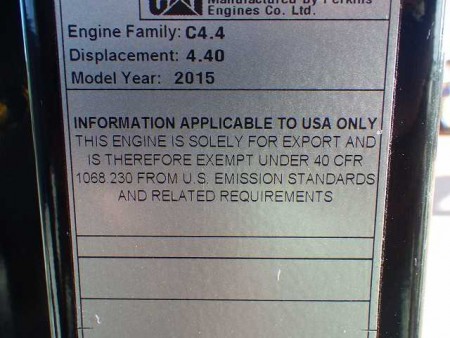 Manufactured by Perkins
Engines Co. Ltd.
Engine Family: C4.4
Displacement: 4.40
Model Year: 2015
INFORMATION APPLICABLE TO USA ONLY
THIS ENGINE IS SOLELY FOR EXPORT AND
IS THEREFORE EXEMPT UNDER 40 CFR
1068.230 FROM U.S. EMISSION STANDARDS
AND RELATED REQUIREMENTS